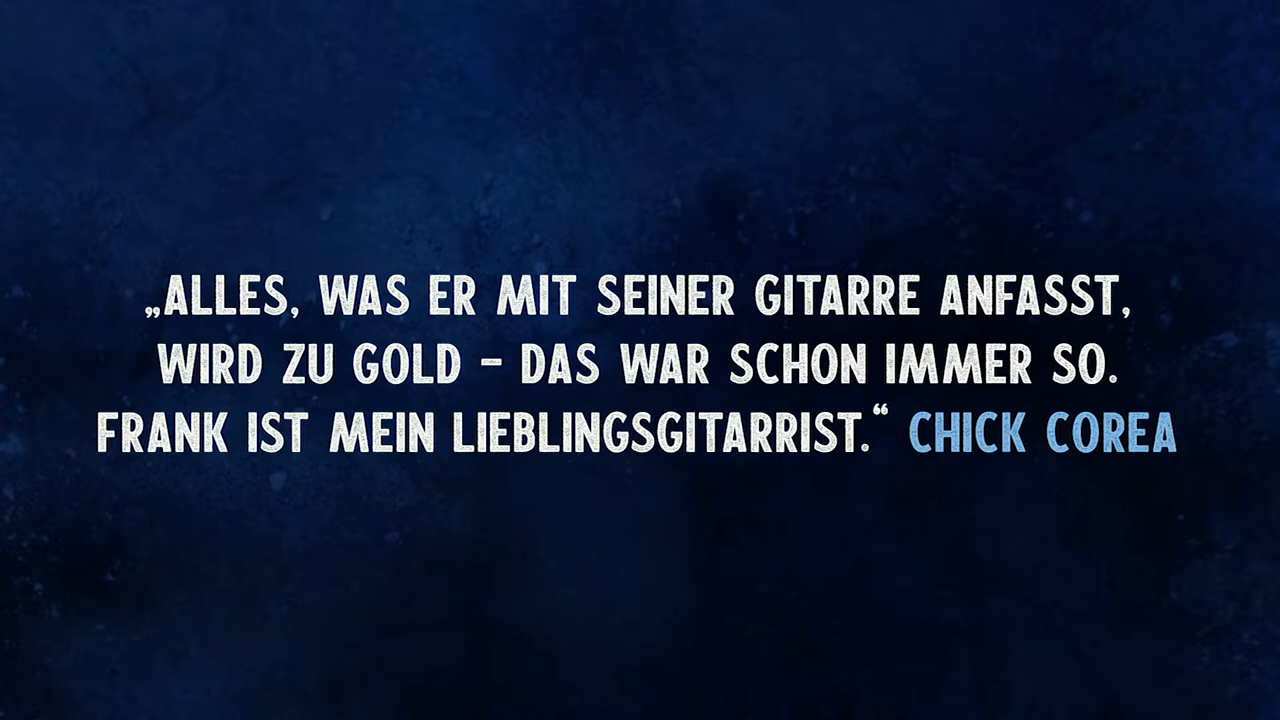 „ALLES, WAS ER MIT SEINER GITARRE ANFASST,
WIRD ZU GOLD – DAS WAR SCHON IMMER SO.
FRANK IST MEIN LIEBLINGSGITARRIST.“ CHICK COREA